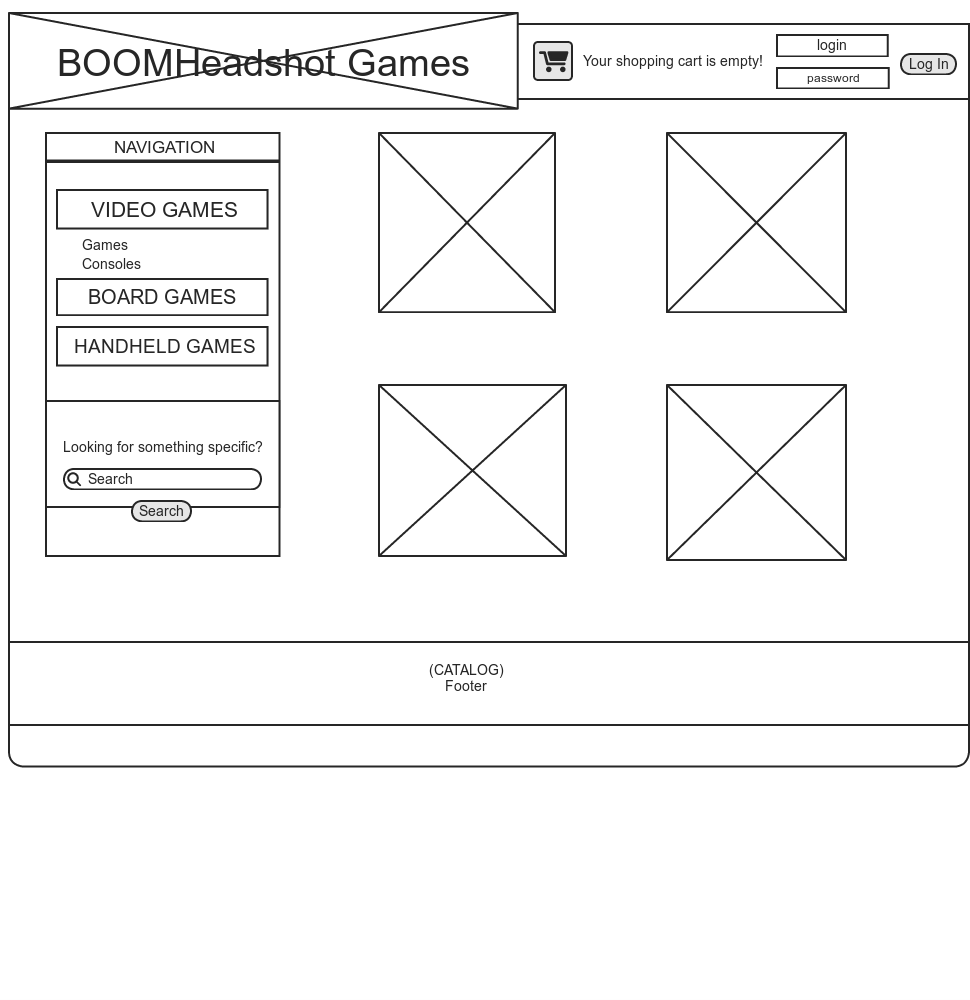 BOOMHeadshot Games
Your shopping cart is empty!
login
password
Log In
NAVIGATION
VIDEO GAMES
Games
Consoles
BOARD GAMES
HANDHELD GAMES
Looking for something specific?
Search
Search
(CATALOG)
Footer